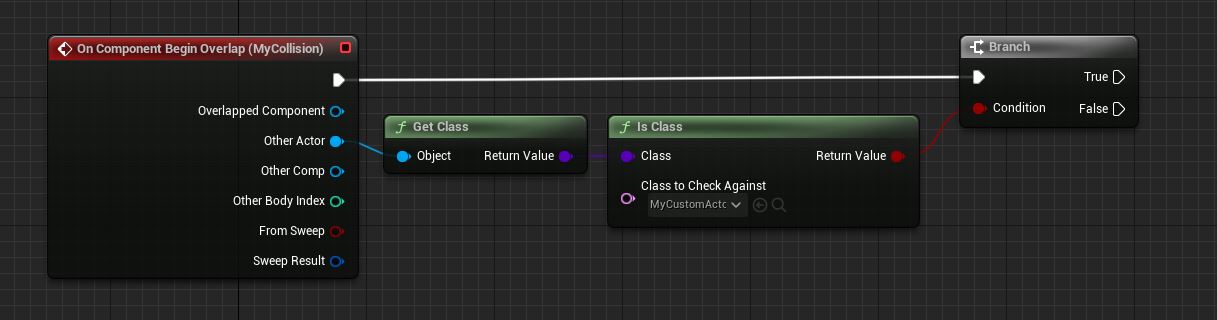 On Component Begin Overlap (MyCollision)
Overlapped Component
Other Actor
Other Comp
Other Body Index
From Sweep
Sweep Result
Get Class
Object Return Value
Is Class
Class Return Value
Class to Check Against
MyCustomActc
Branch
True
Condition False